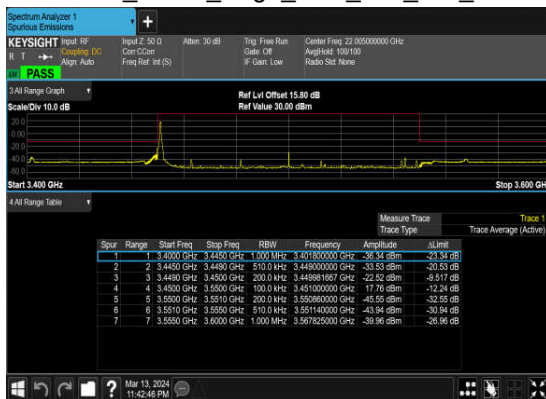 Spectrum Analyzer 1
Spurious Emissions
KEYSIGHT Input: RF Input Z: 50 Ω Atten: 30 dB Trig: Free Run Center Freq: 22.005000000 GHz
R T Coupling: DC Corr CCorr Gate: Off Avg|Hold: 100/100
Align: Auto Freq Ref: Int (S) IF Gain: Low Radio Std: None
PASS
3 All Range Graph
Ref Lvl Offset 15.80 dB
Scale/Div 10.0 dB Ref Value 30.00 dBm
20.0
0.00
-20.0
-40.0
-60.0
Start 3.400 GHz Stop 3.600 GH
4 All Range Table
Measure Trace Trace 1
Trace Type Trace Average (Active)
Spur Range Start Freq Stop Freq RBW Frequency Amplitude ΔLimit
1 1 3.4000 GHz 3.4450 GHz 1.000 MHz 3.401800000 GHz -36.34 dBm -23.34 dB
2 2 3.4450 GHz 3.4490 GHz 510.0 kHz 3.449000000 GHz -33.53 dBm -20.53 dB
3 3 3.4490 GHz 3.4500 GHz 200.0 kHz 3.449981667 GHz -22.52 dBm -9.517 dB
4 4 3.4500 GHz 3.5500 GHz 100.0 kHz 3.451000000 GHz 17.76 dBm -12.24 dB
5 5 3.5500 GHz 3.5510 GHz 200.0 kHz 3.550860000 GHz -45.55 dBm -32.55 dB
6 6 3.5510 GHz 3.5550 GHz 510.0 kHz 3.551140000 GHz -43.94 dBm -30.94 dB
7 7 3.5550 GHz 3.6000 GHz 1.000 MHz 3.567825000 GHz -39.96 dBm -26.96 dB
? Mar 13, 2024
11:42:46 PM